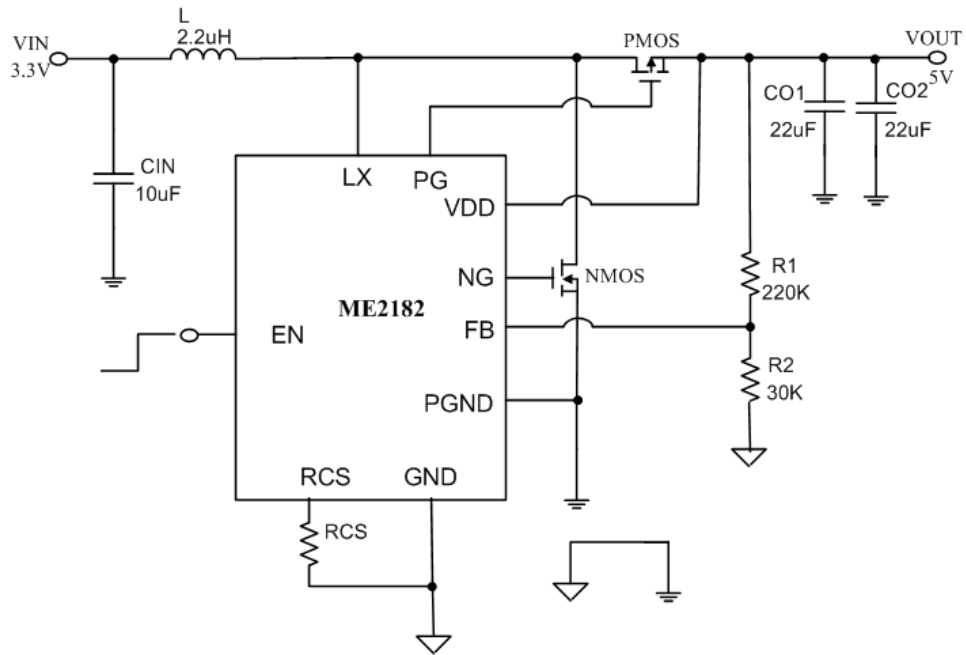 L
2.2uH
VIN
3.3V
PMOS
VOUT
5V
CO1
22uF
CO2
22uF
CIN
10uF
LX
PG
VDD
NG
NMOS
ME2182
R1
220K
EN
FB
R2
30K
PGND
RCS
GND
RCS